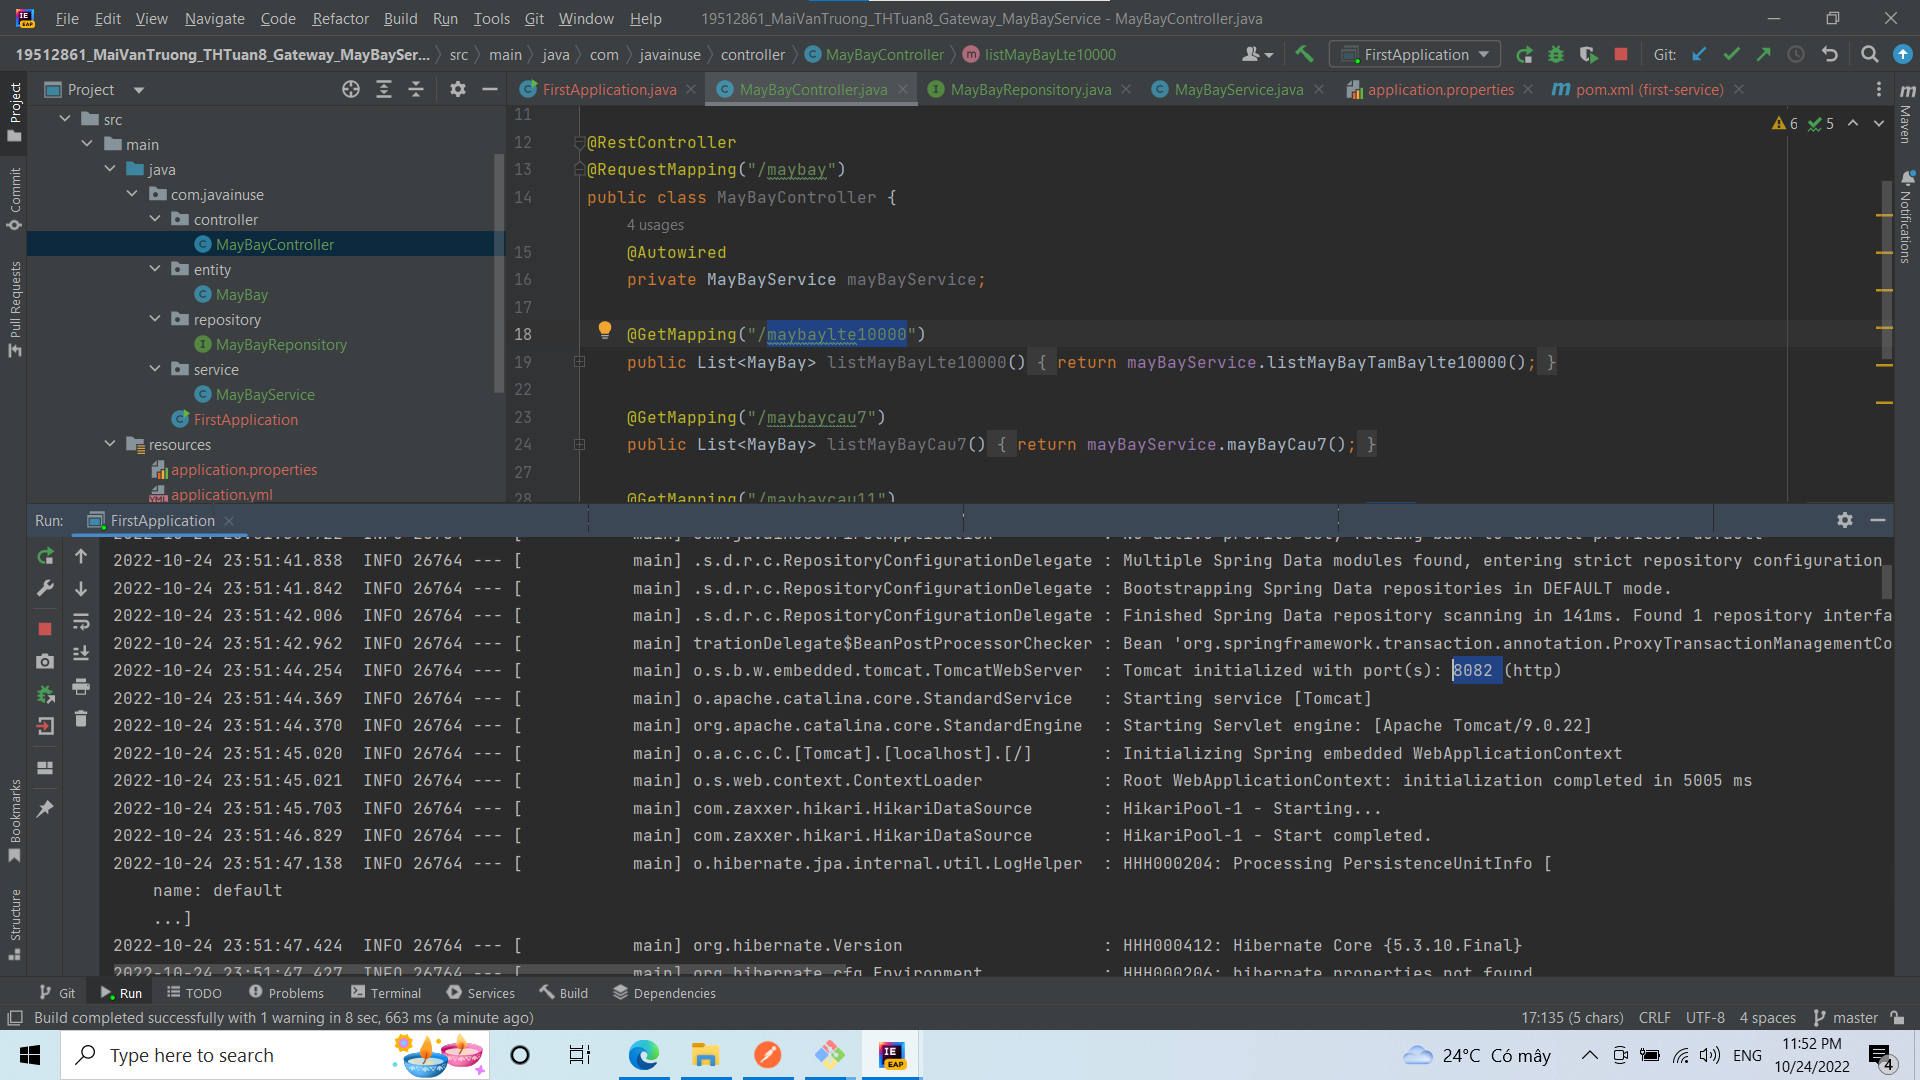 File Edit View Navigate Code Refactor Build Run Tools Git Window Help 19512861_MaiVanTruong_THTuan8_Gateway_MayBayService - MayBayController.java
19512861_MaiVanTruong_THTuan8_Gateway_MayBaySer... src main java com javainuse controller MayBayController listMayBayLte10000 FirstApplication Git:
Project
FirstApplication.java MayBayController.java MayBayReponsitory.java MayBayService.java application.properties pom.xml (first-service)
Project
Commit
Pull Requests
Bookmarks
Structure
Maven
Notifications
src
main
java
com.javainuse
controller
MayBayController
entity
MayBay
repository
MayBayReponsitory
service
MayBayService
FirstApplication
resources
application.properties
application.yml
6 5
11
12 @RestController
13 @RequestMapping("/maybay")
14 public class MayBayController {
4 usages
15 @Autowired
16 private MayBayService mayBayService;
17
18 @GetMapping("/maybaylte10000")
19 public List<MayBay> listMayBayLte10000() { return mayBayService.listMayBayTamBaylte10000(); }
22
23 @GetMapping("/maybaycau7")
24 public List<MayBay> listMayBayCau7() { return mayBayService.mayBayCau7(); }
27
28 @GetMapping("/maybaycau11")
Run: FirstApplication
2022-10-24 23:51:41.838 INFO 26764 --- [ main] .s.d.r.c.RepositoryConfigurationDelegate : Multiple Spring Data modules found, entering strict repository configuration
2022-10-24 23:51:41.842 INFO 26764 --- [ main] .s.d.r.c.RepositoryConfigurationDelegate : Bootstrapping Spring Data repositories in DEFAULT mode.
2022-10-24 23:51:42.006 INFO 26764 --- [ main] .s.d.r.c.RepositoryConfigurationDelegate : Finished Spring Data repository scanning in 141ms. Found 1 repository interfa
2022-10-24 23:51:42.962 INFO 26764 --- [ main] trationDelegate$BeanPostProcessorChecker : Bean 'org.springframework.transaction.annotation.ProxyTransactionManagementCo
2022-10-24 23:51:44.254 INFO 26764 --- [ main] o.s.b.w.embedded.tomcat.TomcatWebServer : Tomcat initialized with port(s): 8082 (http)
2022-10-24 23:51:44.369 INFO 26764 --- [ main] o.apache.catalina.core.StandardService : Starting service [Tomcat]
2022-10-24 23:51:44.370 INFO 26764 --- [ main] org.apache.catalina.core.StandardEngine : Starting Servlet engine: [Apache Tomcat/9.0.22]
2022-10-24 23:51:45.020 INFO 26764 --- [ main] o.a.c.c.C.[Tomcat].[localhost].[/] : Initializing Spring embedded WebApplicationContext
2022-10-24 23:51:45.021 INFO 26764 --- [ main] o.s.web.context.ContextLoader : Root WebApplicationContext: initialization completed in 5005 ms
2022-10-24 23:51:45.703 INFO 26764 --- [ main] com.zaxxer.hikari.HikariDataSource : HikariPool-1 - Starting...
2022-10-24 23:51:46.829 INFO 26764 --- [ main] com.zaxxer.hikari.HikariDataSource : HikariPool-1 - Start completed.
2022-10-24 23:51:47.138 INFO 26764 --- [ main] o.hibernate.jpa.internal.util.LogHelper : HHH000204: Processing PersistenceUnitInfo [
name: default
...]
2022-10-24 23:51:47.424 INFO 26764 --- [ main] org.hibernate.Version : HHH000412: Hibernate Core {5.3.10.Final}
2022-10-24 23:51:47.427 INFO 26764 --- [ main] org.hibernate.cfg.Environment : HHH000206: hibernate.properties not found
Git Run TODO Problems Terminal Services Build Dependencies
Build completed successfully with 1 warning in 8 sec, 663 ms (a minute ago) 17:135 (5 chars) CRLF UTF-8 4 spaces master
Type here to search 24°C Có mây ENG 11:52 PM
10/24/2022
4